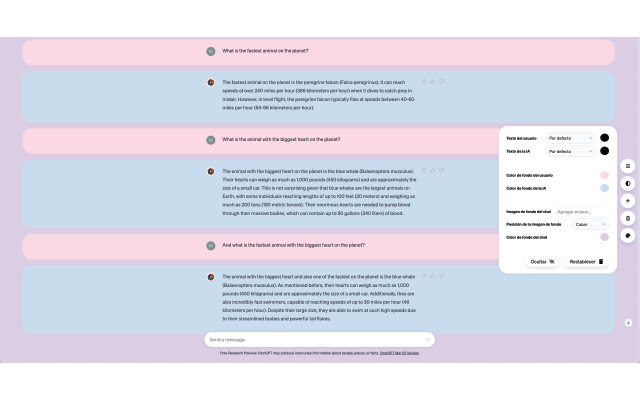 What is the fastest animal on the planet?
The fastest animal on the planet is the peregrine falcon (Falco peregrinus). It can reach
speeds of over 240 miles per hour (386 kilometers per hour) when it dives to catch prey in
midair. However, in level flight, the peregrine falcon typically flies at speeds between 40-60
miles per hour (64-96 kilometers per hour).
What is the animal with the biggest heart on the planet?
The animal with the biggest heart on the planet is the blue whale (Balaenoptera musculus).
Their hearts can weigh as much as 1,000 pounds (450 kilograms) and are approximately the
size of a small car. This is not surprising given that blue whales are the largest animals on
Earth, with some individuals reaching lengths of up to 100 feet (30 meters) and weighing as
much as 200 tons (180 metric tonnes). Their enormous hearts are needed to pump blood
through their massive bodies, which can contain up to 90 gallons (340 liters) of blood.
And what is the fastest animal with the biggest heart on the planet?
The animal with the biggest heart and also one of the fastest on the planet is the blue whale
(Balaenoptera musculus). As mentioned before, their hearts can weigh as much as 1,000
pounds (450 kilograms) and are approximately the size of a small car. Additionally, they are
also incredibly fast swimmers, capable of reaching speeds of up to 30 miles per hour (48
kilometers per hour). Despite their large size, they are able to swim at such high speeds due
to their streamlined bodies and powerful tail flukes.
Send a message.
Free Research Preview. ChatGPT may produce inaccurate information about people, places, or facts. ChatGPT Mar 23 Version
Texto del usuario
Por defecto
Texto de la IA
Por defecto
Color de fondo del usuario
Color de fondo de la IA
Imagen de fondo del chat
Agregar enlace...
Posición de la imagen de fondo
Cubrir
Color de fondo del chat
Ocultar
Restablecer